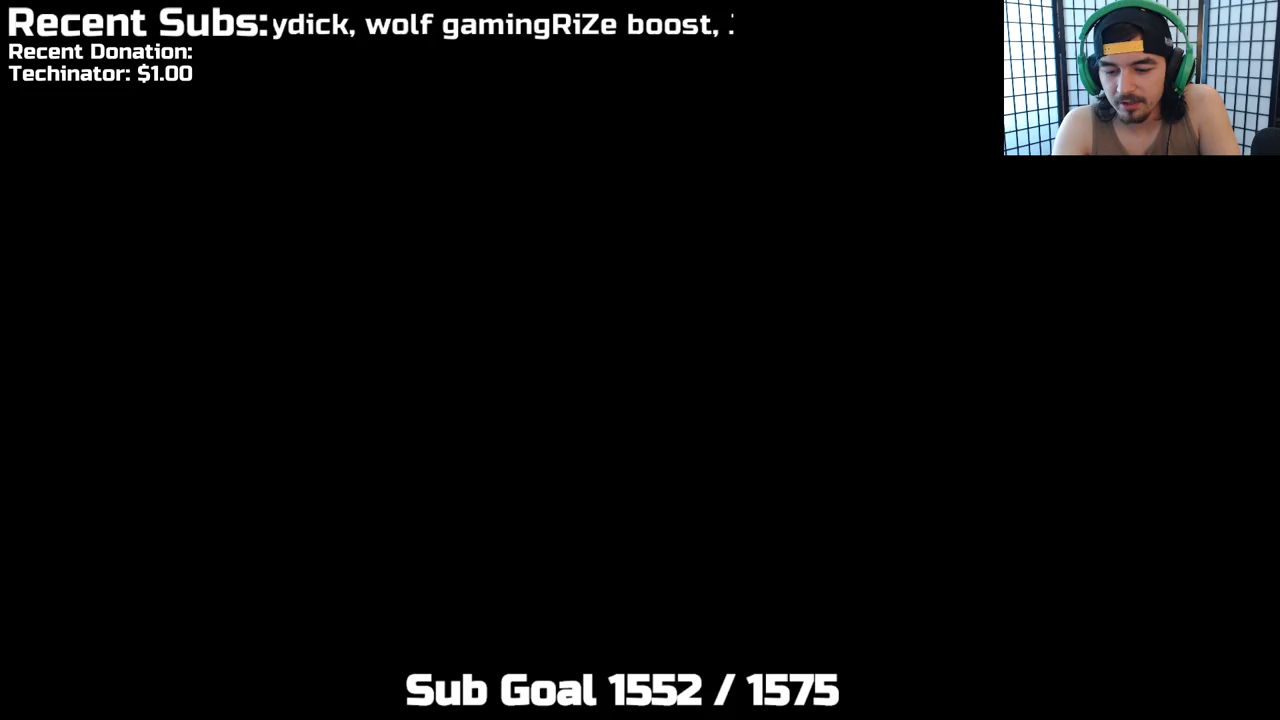 Recent Subs: ydick, wolf gamingRiZe boost,
Recent Donation:
Techinator: $1.00
Sub Goal 1552 / 1575